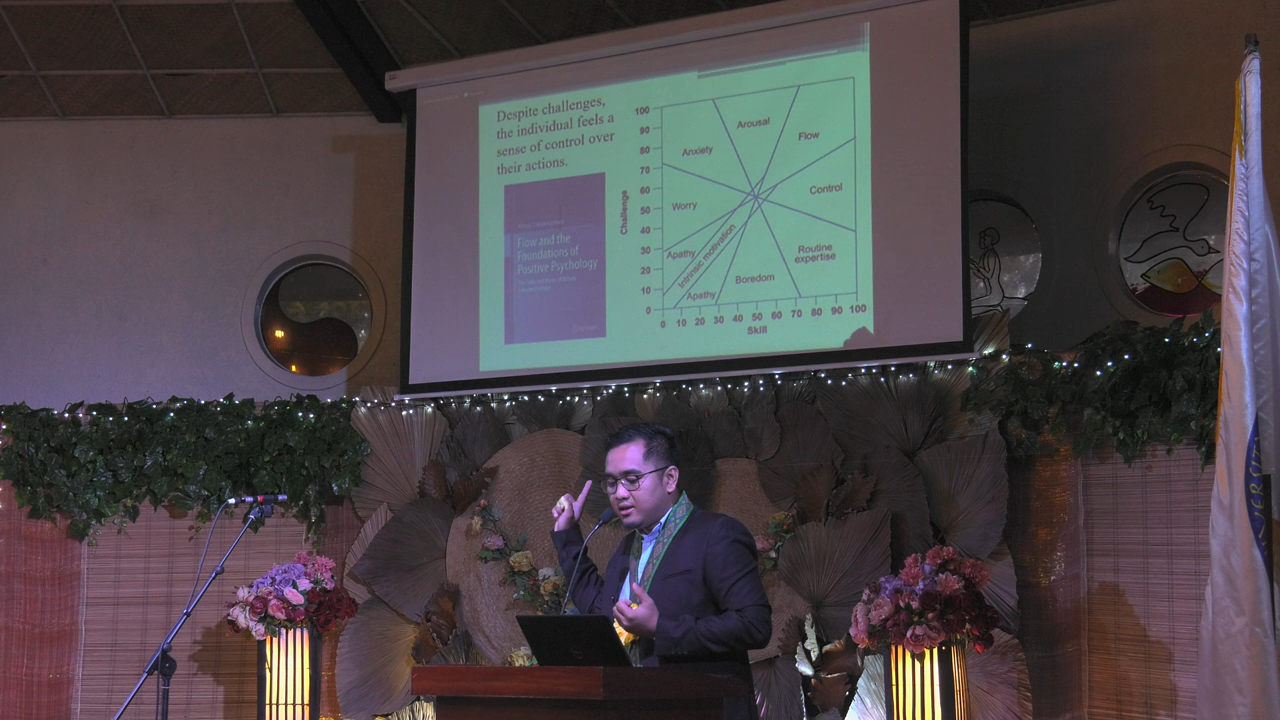 Despite challenges,
the individual feels a
sense of control over
their actions.
Flow and the
Foundations of
Positive Psychology
100
90
80
70
60
50
40
30
20
10
0
Challenge
Arousal
Anxiety
Flow
Worry
Control
Apathy
Intrinsic motivation
Routine
expertise
Boredom
Apathy
0 10 20 30 40 50 60 70 80 90 100
Skill